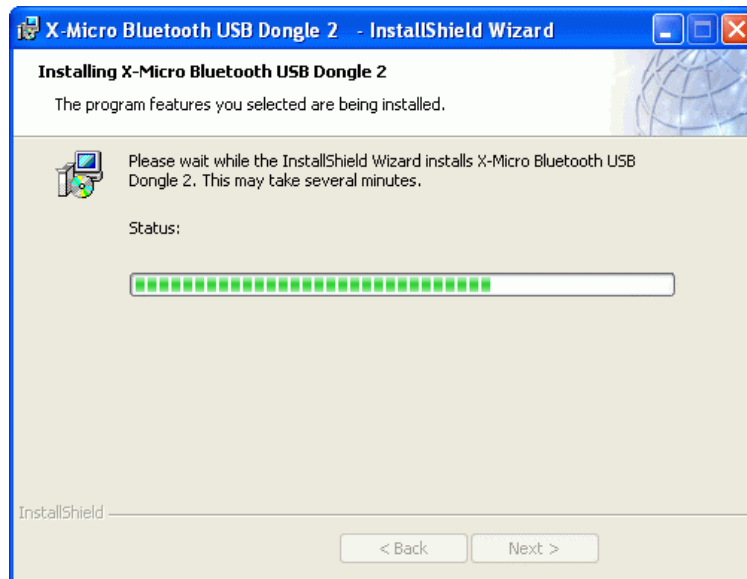 X-Micro Bluetooth USB Dongle 2 - InstallShield Wizard
Installing X-Micro Bluetooth USB Dongle 2
The program features you selected are being installed.
Please wait while the InstallShield Wizard installs X-Micro Bluetooth USB
Dongle 2. This may take several minutes.
Status:
InstallShield
< Back
Next >